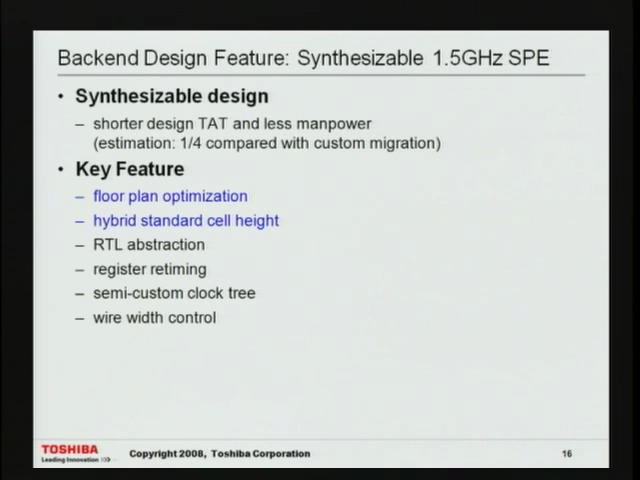 Backend Design Feature: Synthesizable 1.5GHz SPE
• Synthesizable design
– shorter design TAT and less manpower
(estimation: 1/4 compared with custom migration)
• Key Feature
– floor plan optimization
– hybrid standard cell height
– RTL abstraction
– register retiming
– semi-custom clock tree
– wire width control
TOSHIBA
Leading Innovation >>>
Copyright 2008, Toshiba Corporation
16